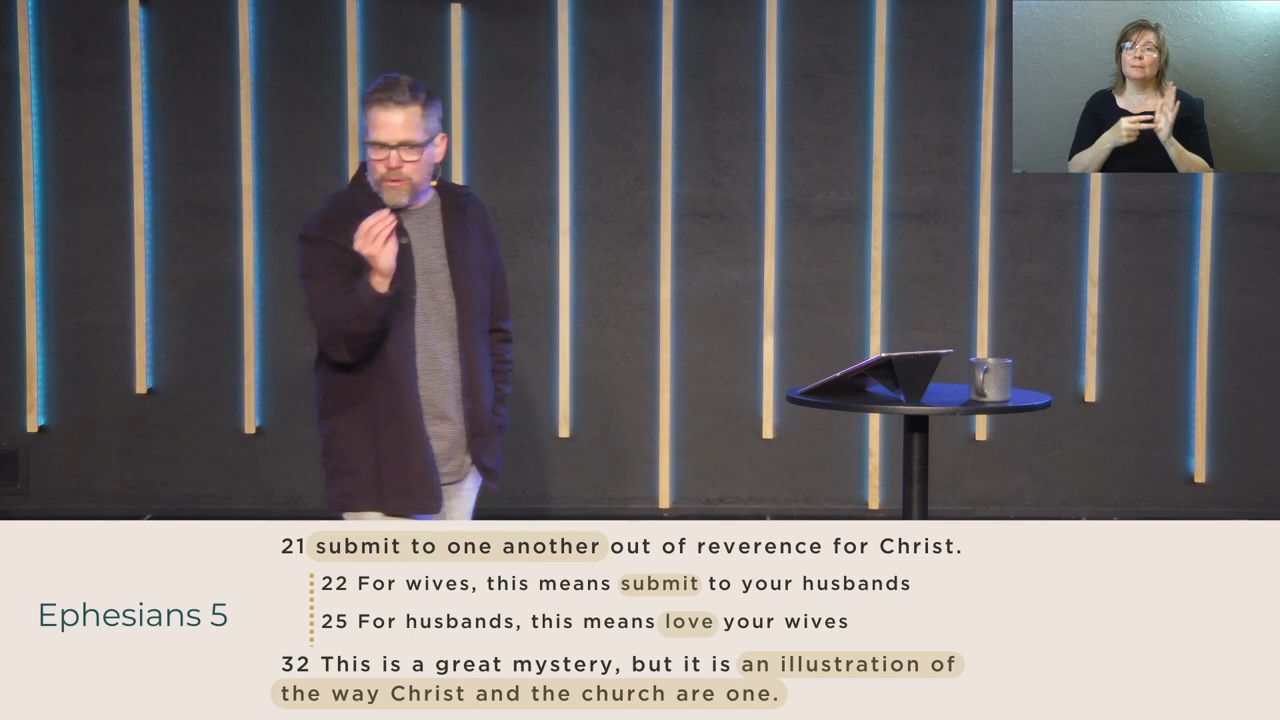 21 submit to one another out of reverence for Christ.
22 For wives, this means submit to your husbands
Ephesians 5
25 For husbands, this means love your wives
32 This is a great mystery, but it is an illustration of
the way Christ and the church are one.